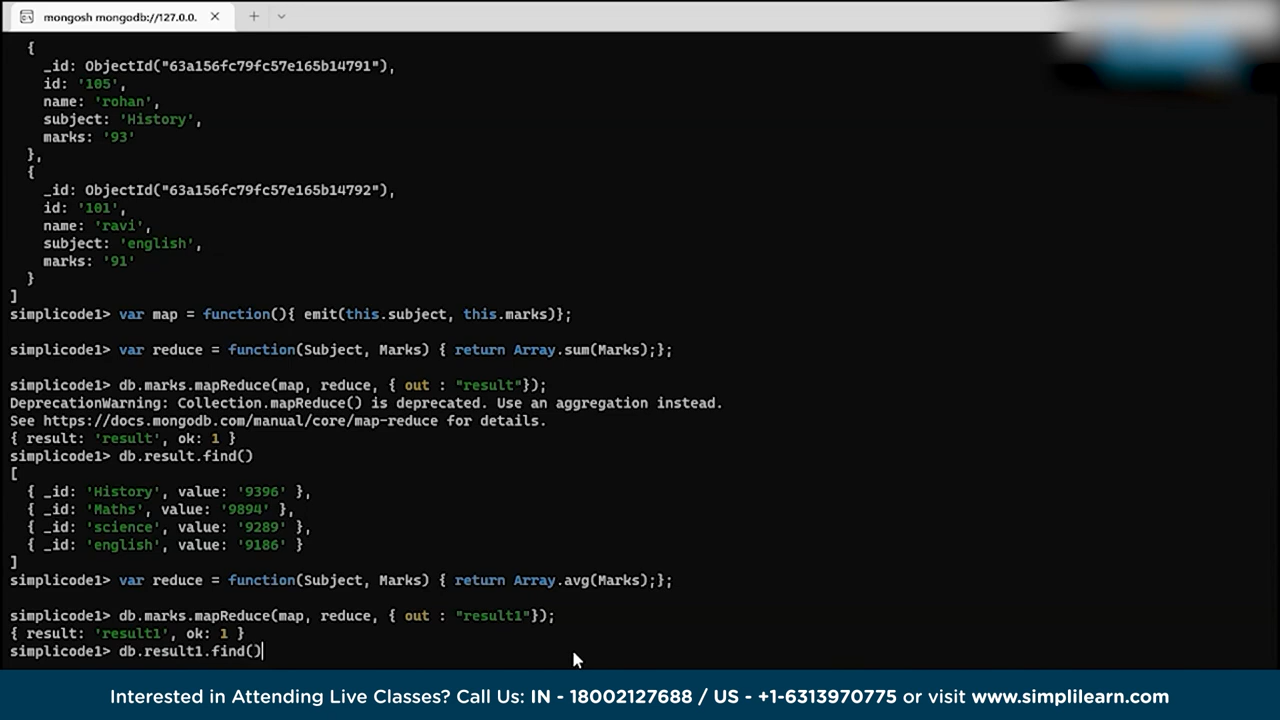 mongosh mongodb://127.0.0.
{
_id: ObjectId("63a156fc79fc57e165b14791"),
id: '105',
name: 'rohan',
subject: 'History',
marks: '93'
},
{
_id: ObjectId("63a156fc79fc57e165b14792"),
id: '101',
name: 'ravi',
subject: 'english',
marks: '91'
}
]
simplicode1> var map = function(){ emit(this.subject, this.marks)};
simplicode1> var reduce = function(Subject, Marks) { return Array.sum(Marks);};
simplicode1> db.marks.mapReduce(map, reduce, { out : "result"});
DeprecationWarning: Collection.mapReduce() is deprecated. Use an aggregation instead.
See https://docs.mongodb.com/manual/core/map-reduce for details.
{ result: 'result', ok: 1 }
simplicode1> db.result.find()
[
{ _id: 'History', value: '9396' },
{ _id: 'Maths', value: '9894' },
{ _id: 'science', value: '9289' },
{ _id: 'english', value: '9186' }
]
simplicode1> var reduce = function(Subject, Marks) { return Array.avg(Marks);};
simplicode1> db.marks.mapReduce(map, reduce, { out : "result1"});
{ result: 'result1', ok: 1 }
simplicode1> db.result1.find()
Interested in Attending Live Classes? Call Us: IN - 18002127688 / US - +1-6313970775 or visit www.simplilearn.com